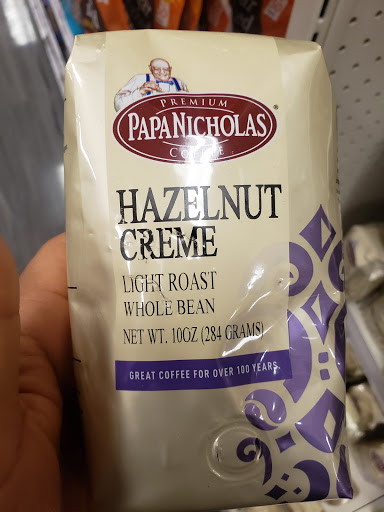 PREMIUM
PAPANICHOLAS®
COFFEE
HAZELNUT
CREME
LIGHT ROAST
WHOLE BEAN
NET WT. 10OZ (284 GRAMS)
GREAT COFFEE FOR OVER 100 YEARS.